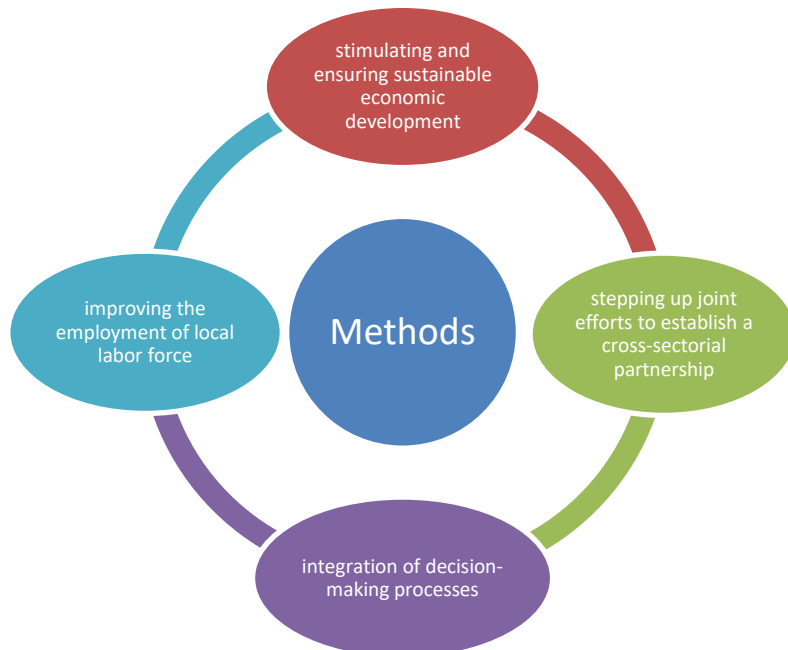 stimulating and
ensuring sustainable
economic
development
improving the
employment of local
labor force
Methods
stepping up joint
efforts to establish a
cross-sectorial
partnership
integration of decision-
making processes